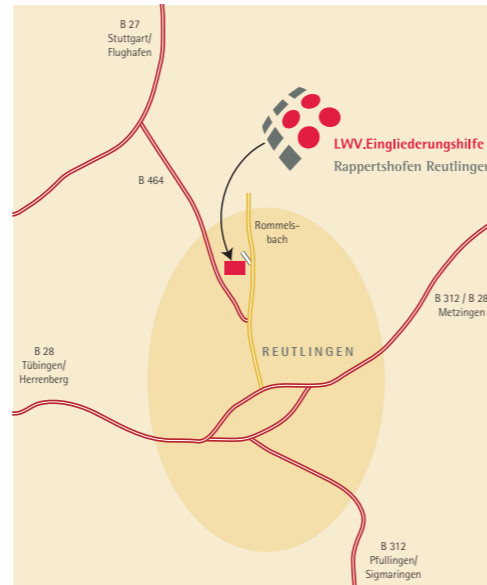 B 27
Stuttgart/
Flughafen
LWV.Eingliederungshilfe
Rappertshofen Reutlingen
B 464
Rommels-
bach
B 312 / B 28
Metzingen
REUTLINGEN
B 28
Tübingen/
Herrenberg
B 312
Pfullingen/
Sigmaringen